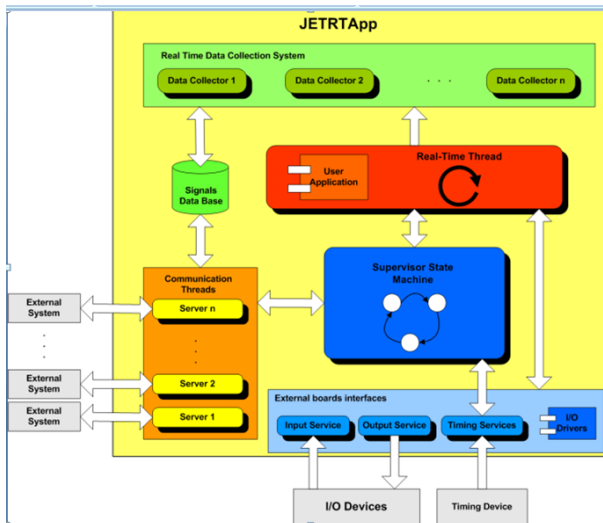 JETRTApp
Real Time Data Collection System
Data Collector 1
Data Collector 2
. . .
Data Collector n
Real-Time Thread
User
Application
Signals
Data Base
Supervisor State
Machine
Communication
Threads
Server n
Server 2
Server 1
External
System
External
System
External
System
External boards interfaces
Input Service
Output Service
Timing Services
I/O
Drivers
I/O Devices
Timing Device